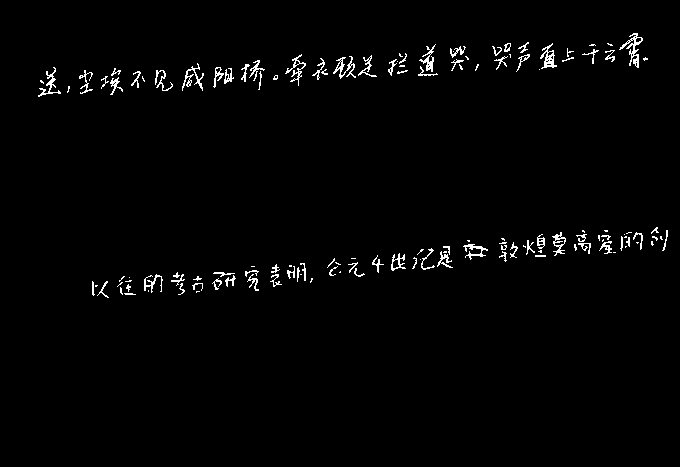 送,尘埃不见咸阳桥。牵衣顿足拦道哭,哭声直上干云霄。
以往的考古研究表明,公元4世纪是敦煌莫高窟的创